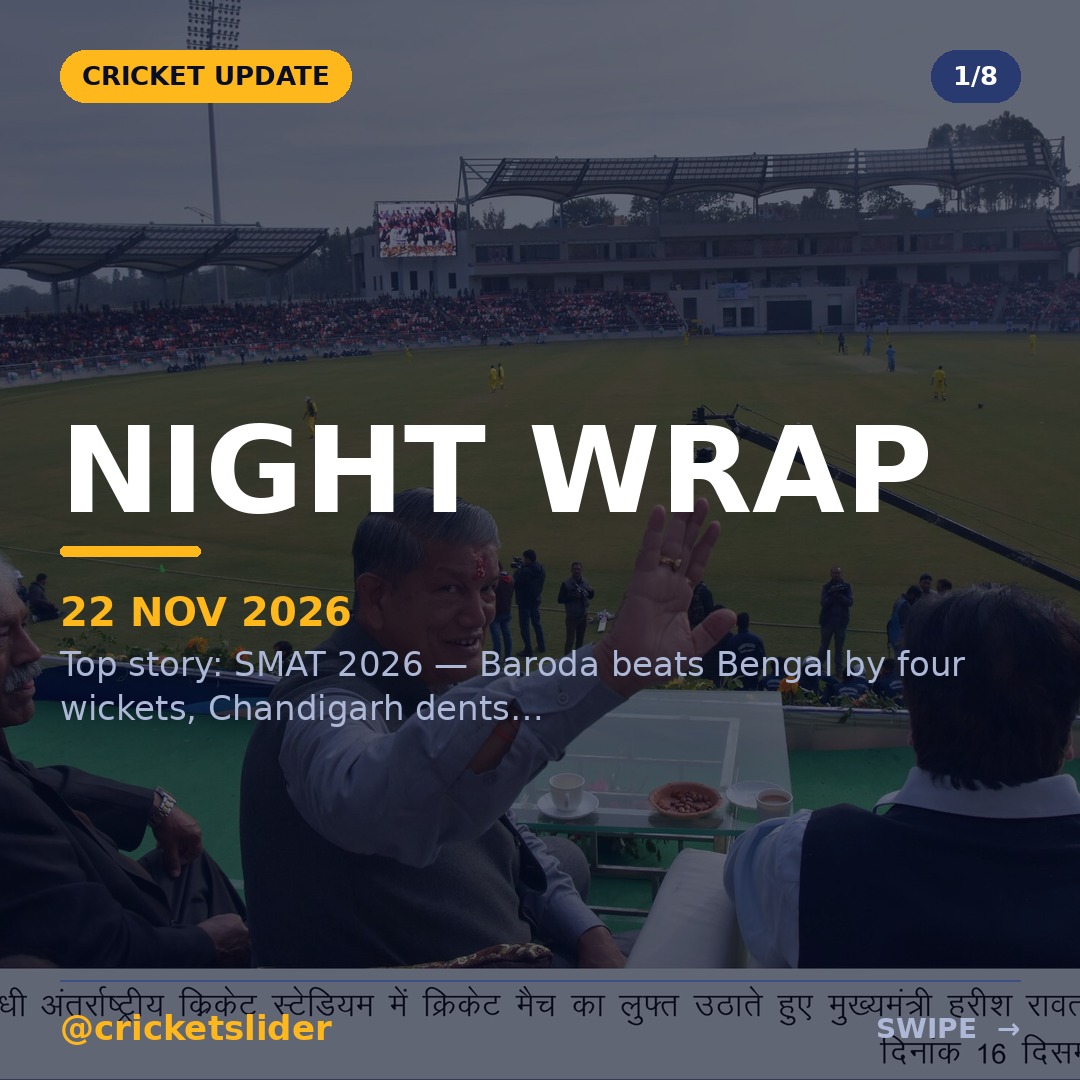 CRICKET UPDATE
1/8
NIGHT WRAP
22 NOV 2026
Top story: SMAT 2026 — Baroda beats Bengal by four
wickets, Chandigarh dents...
धी अंतर्राष्ट्रीय क्रिकेट स्टेडियम में क्रिकेट मैच का लुफ्त उठाते हुए मुख्यमंत्री हरीश रावत
@cricketslider
SWIPE →
दिनांक 16 दिसम